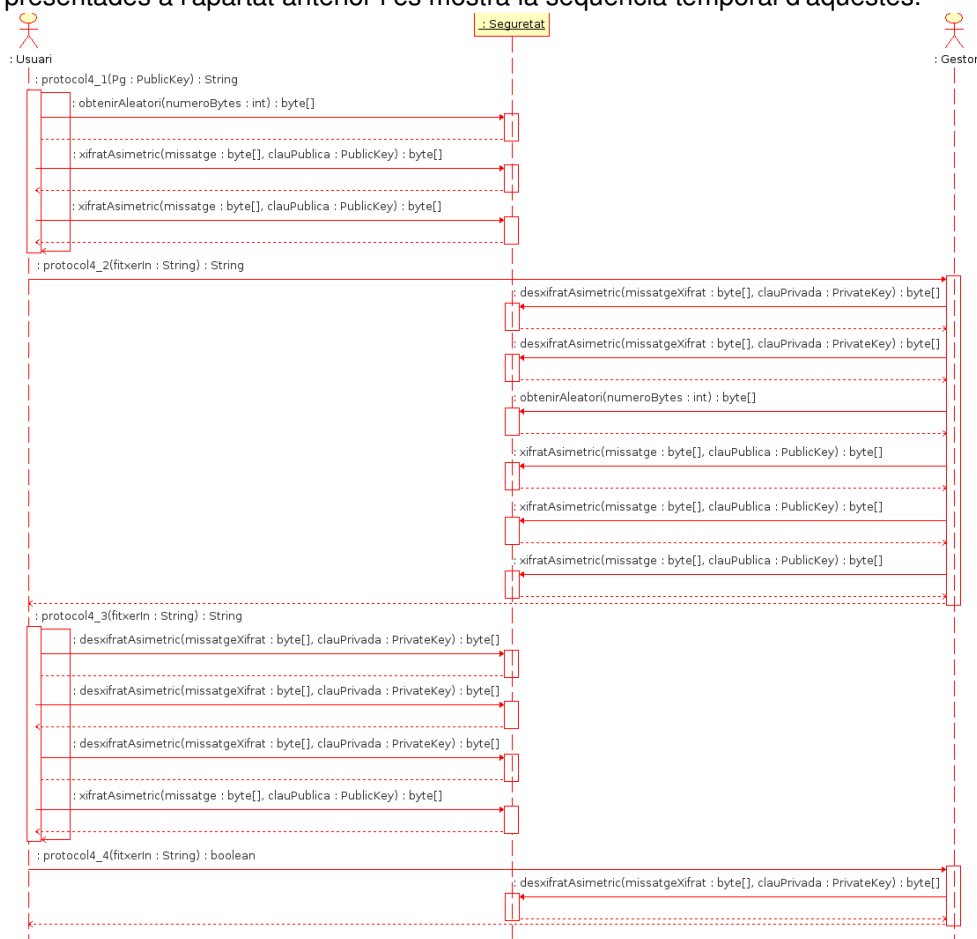 presentades a l'apartat anterior i es mostra la seqüència temporal d'aquestes.
: Usuari
: Seguretat
: Gestor
: protocol4_1(Pg : PublicKey) : String
: obtenirAleatori(numeroBytes : int) : byte[]
: xifratAsimetric(missatge : byte[], clauPublica : PublicKey) : byte[]
: xifratAsimetric(missatge : byte[], clauPublica : PublicKey) : byte[]
: protocol4_2(fitxerIn : String) : String
: desxifratAsimetric(missatgeXifrat : byte[], clauPrivada : PrivateKey) : byte[]
: desxifratAsimetric(missatgeXifrat : byte[], clauPrivada : PrivateKey) : byte[]
: obtenirAleatori(numeroBytes : int) : byte[]
: xifratAsimetric(missatge : byte[], clauPublica : PublicKey) : byte[]
: xifratAsimetric(missatge : byte[], clauPublica : PublicKey) : byte[]
: xifratAsimetric(missatge : byte[], clauPublica : PublicKey) : byte[]
: protocol4_3(fitxerIn : String) : String
: desxifratAsimetric(missatgeXifrat : byte[], clauPrivada : PrivateKey) : byte[]
: desxifratAsimetric(missatgeXifrat : byte[], clauPrivada : PrivateKey) : byte[]
: desxifratAsimetric(missatgeXifrat : byte[], clauPrivada : PrivateKey) : byte[]
: xifratAsimetric(missatge : byte[], clauPublica : PublicKey) : byte[]
: protocol4_4(fitxerIn : String) : boolean
: desxifratAsimetric(missatgeXifrat : byte[], clauPrivada : PrivateKey) : byte[]